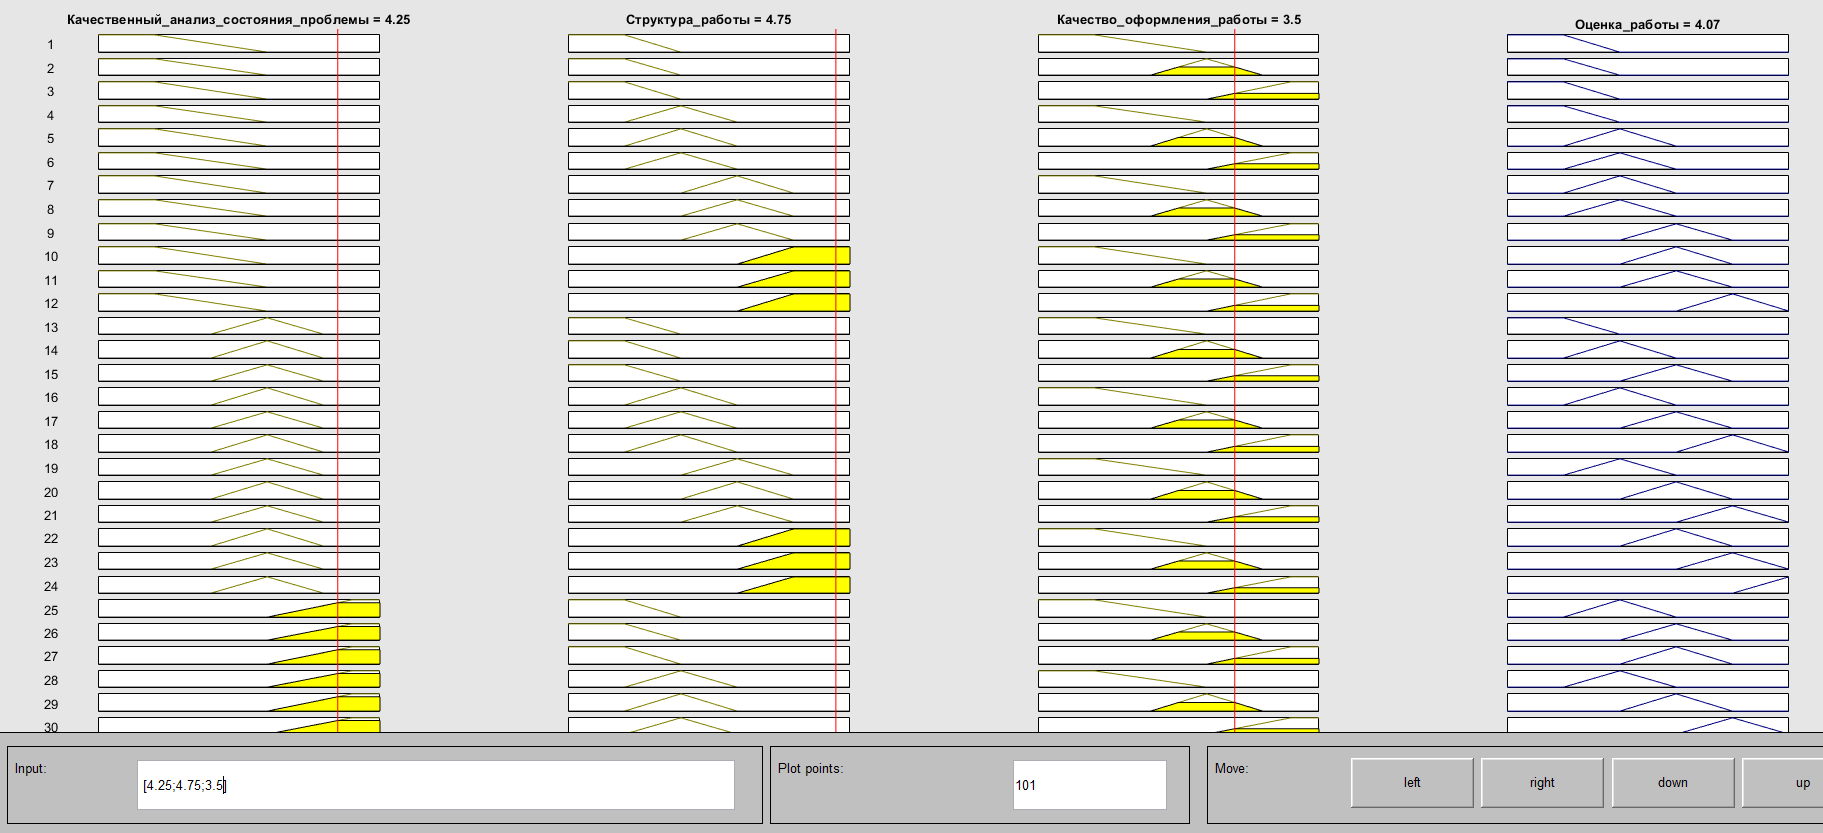 Качественный_анализ_состояния_проблемы = 4.25
Структура_работы = 4.75
Качество_оформления_работы = 3.5
Оценка_работы = 4.07
1
2
3
4
5
6
7
8
9
10
11
12
13
14
15
16
17
18
19
20
21
22
23
24
25
26
27
28
29
30
Input:
[4.25;4.75;3.5]
Plot points:
101
Move:
left
right
down
up